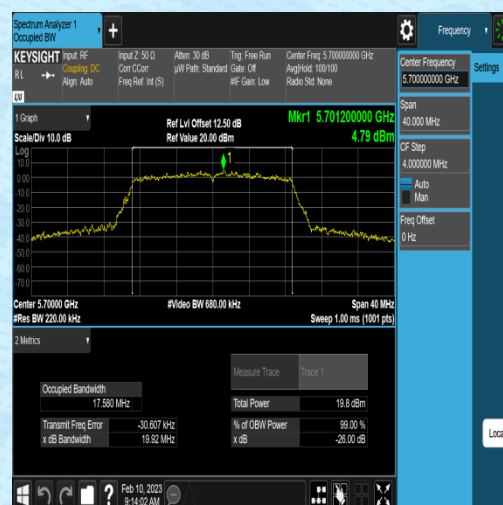 Spectrum Analyzer 1
Occupied BW
+
Frequency
KEYSIGHT
R L
LXI
Input: RF
Coupling: DC
Align: Auto
Input Z: 50 Ω
Corr CCorr
Freq Ref: Int (S)
Atten: 30 dB
µW Path: Standard
Trig: Free Run
Gate: Off
#IF Gain: Low
Center Freq: 5.700000000 GHz
Avg|Hold: 100/100
Radio Std: None
Center Frequency
5.700000000 GHz
Settings
Span
40.000 MHz
CF Step
4.000000 MHz
Auto
Man
Freq Offset
0 Hz
1 Graph
Scale/Div 10.0 dB
Ref Lvl Offset 12.50 dB
Ref Value 20.00 dBm
Mkr1 5.701200000 GHz
4.79 dBm
Log
10.0
0.00
-10.0
-20.0
-30.0
-40.0
-50.0
-60.0
-70.0
1
Center 5.70000 GHz
#Res BW 220.00 kHz
#Video BW 680.00 kHz
Span 40 MHz
Sweep 1.00 ms (1001 pts)
2 Metrics
Measure Trace
Trace 1
Occupied Bandwidth
17.580 MHz
Total Power
19.8 dBm
Transmit Freq Error
-30.607 kHz
% of OBW Power
99.00 %
x dB Bandwidth
19.92 MHz
x dB
-26.00 dB
Loca
?
Feb 10, 2023
9:14:02 AM